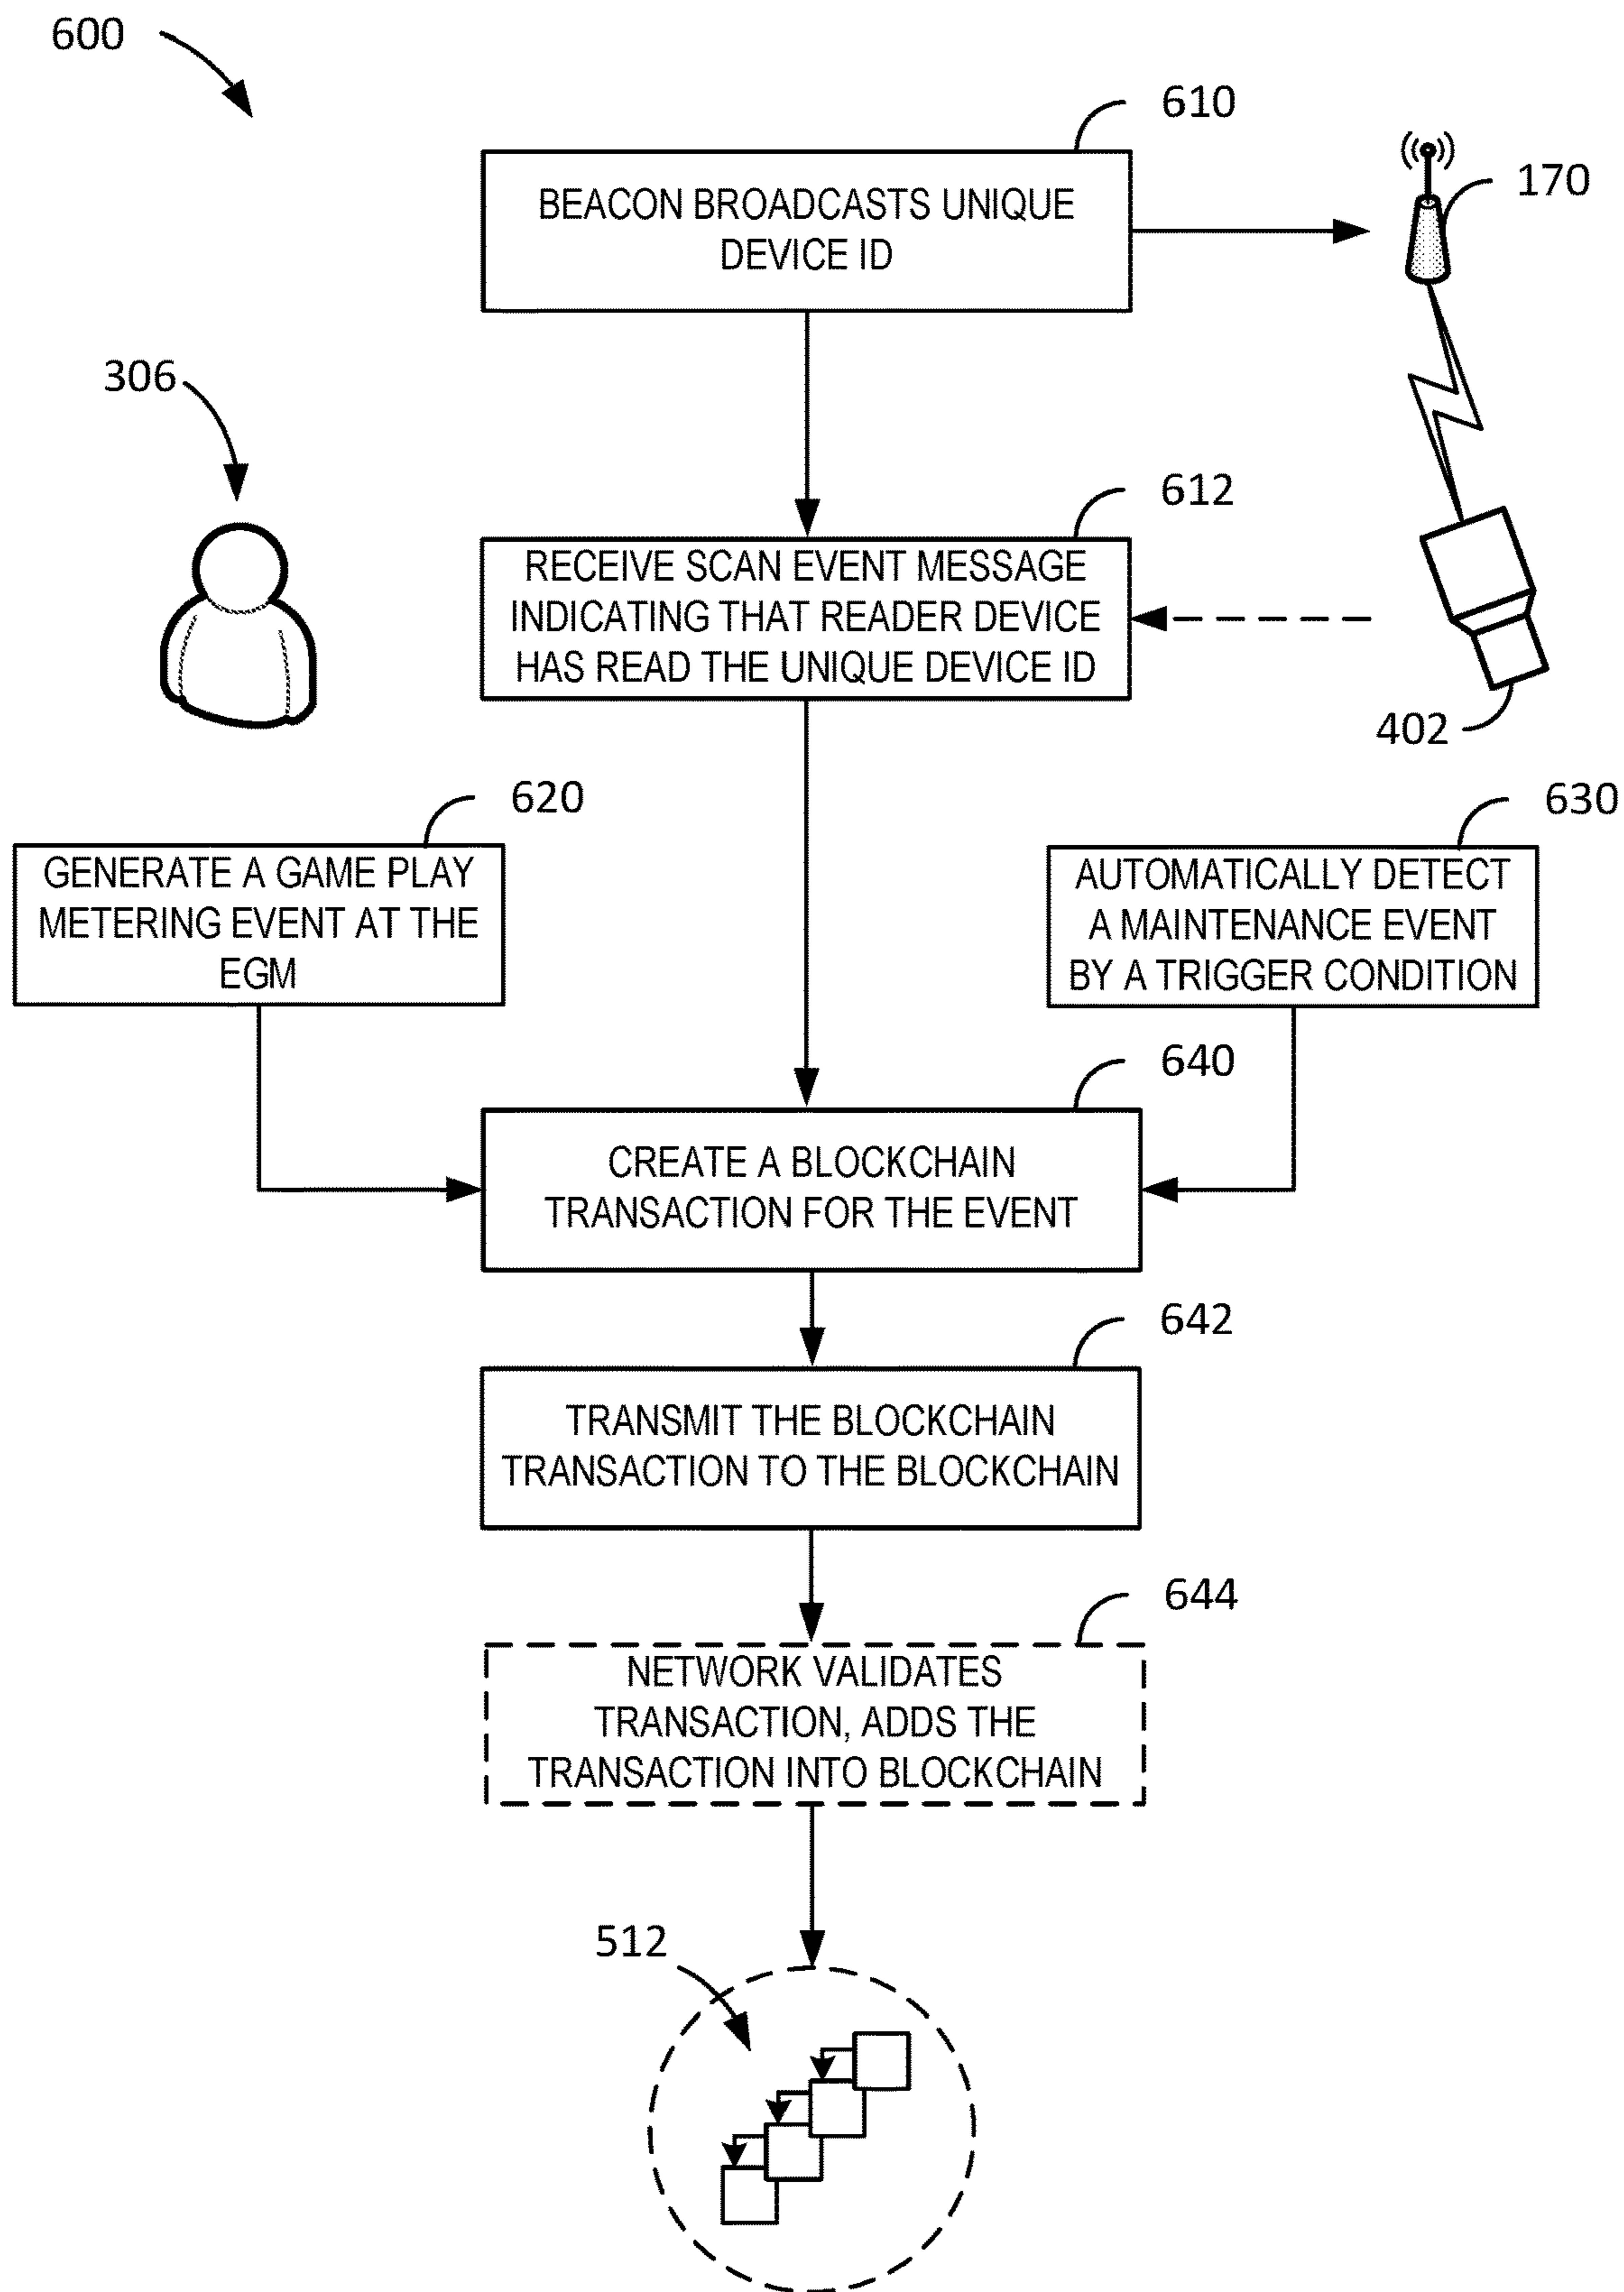 600
610
BEACON BROADCASTS UNIQUE
DEVICE ID
170
306
612
RECEIVE SCAN EVENT MESSAGE
INDICATING THAT READER DEVICE
HAS READ THE UNIQUE DEVICE ID
402
620
GENERATE A GAME PLAY
METERING EVENT AT THE
EGM
630
AUTOMATICALLY DETECT
A MAINTENANCE EVENT
BY A TRIGGER CONDITION
640
CREATE A BLOCKCHAIN
TRANSACTION FOR THE EVENT
642
TRANSMIT THE BLOCKCHAIN
TRANSACTION TO THE BLOCKCHAIN
644
NETWORK VALIDATES
TRANSACTION, ADDS THE
TRANSACTION INTO BLOCKCHAIN
512